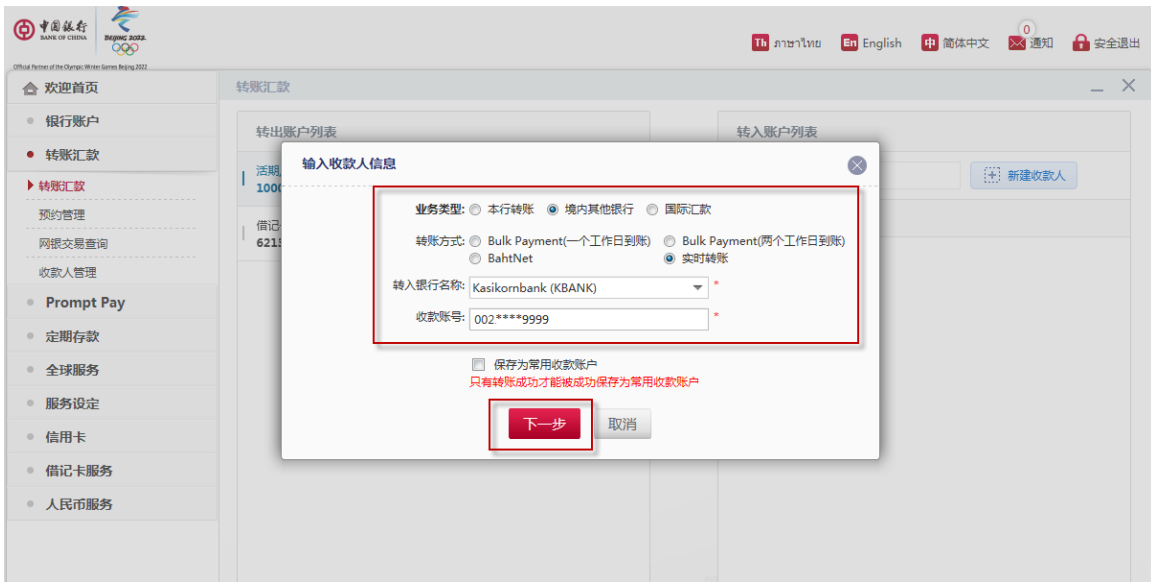 中国银行
BANK OF CHINA
BEIJING 2022
Official Partner of the Olympic Winter Games Beijing 2022
Th ภาษาไทย En English 中 简体中文 0 通知 安全退出
欢迎首页
银行账户
转账汇款
转账汇款
预约管理
网银交易查询
收款人管理
Prompt Pay
定期存款
全球服务
服务设定
信用卡
借记卡服务
人民币服务
转账汇款
转出账户列表
转入账户列表
活期
1000
借记
621
新建收款人
输入收款人信息
业务类型: 本行转账 境内其他银行 国际汇款
转账方式: Bulk Payment(一个工作日到账) Bulk Payment(两个工作日到账)
BahtNet 实时转账
转入银行名称: Kasikornbank (KBANK) *
收款账号: 002.****9999 *
保存为常用收款账户
只有转账成功才能被成功保存为常用收款账户
下一步 取消